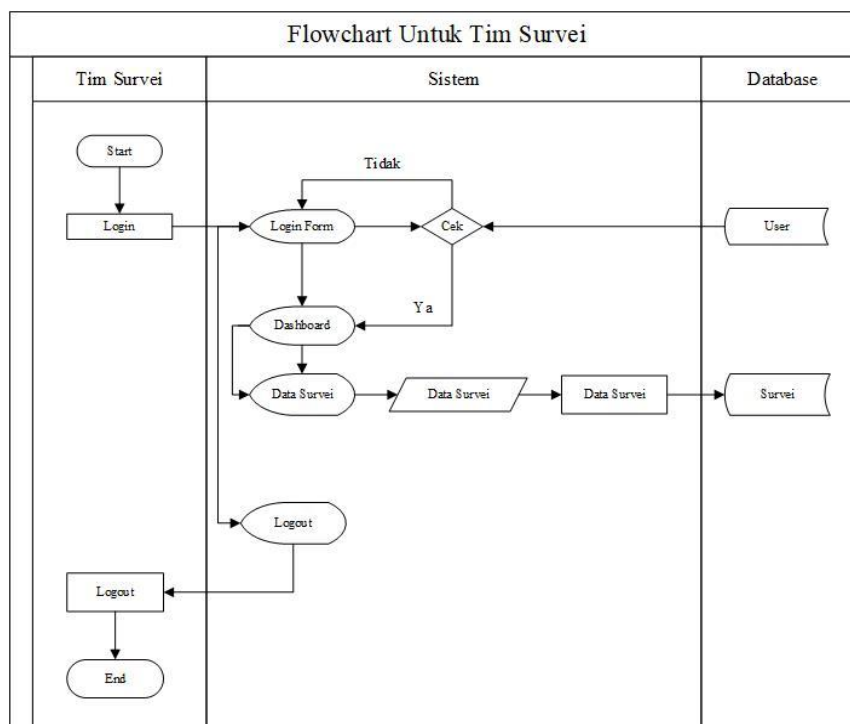 Flowchart Untuk Tim Survei
Tim Survei
Sistem
Database
Start
Tidak
Login
Login Form
Cek
User
Ya
Dashboard
Data Survei
Data Survei
Data Survei
Survei
Logout
Logout
End